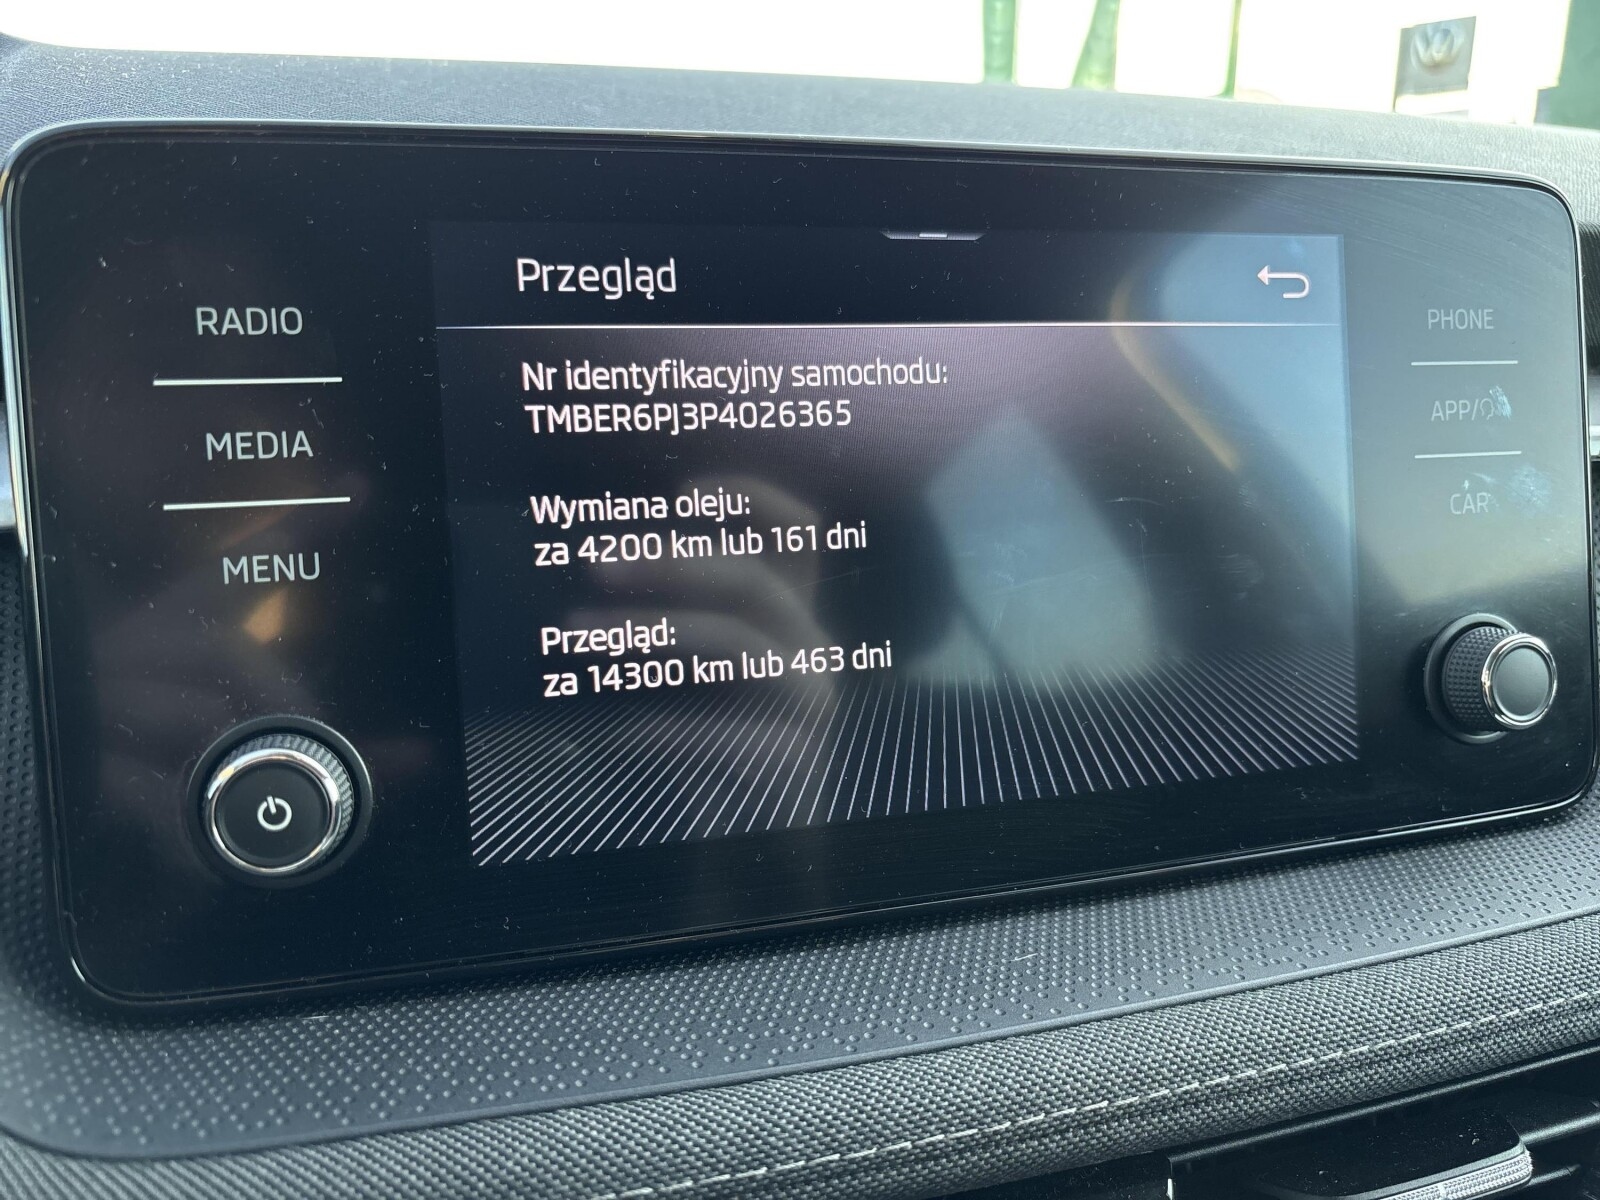 Przegląd
RADIO
MEDIA
MENU
Nr identyfikacyjny samochodu:
TMBER6PJ3P4026365
Wymiana oleju:
za 4200 km lub 161 dni
Przegląd:
za 14300 km lub 463 dni
PHONE
APP/
CAR